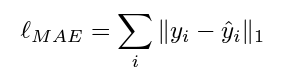 ℓ_{MAE} = ∑_i ‖y_i − ŷ_i‖_1